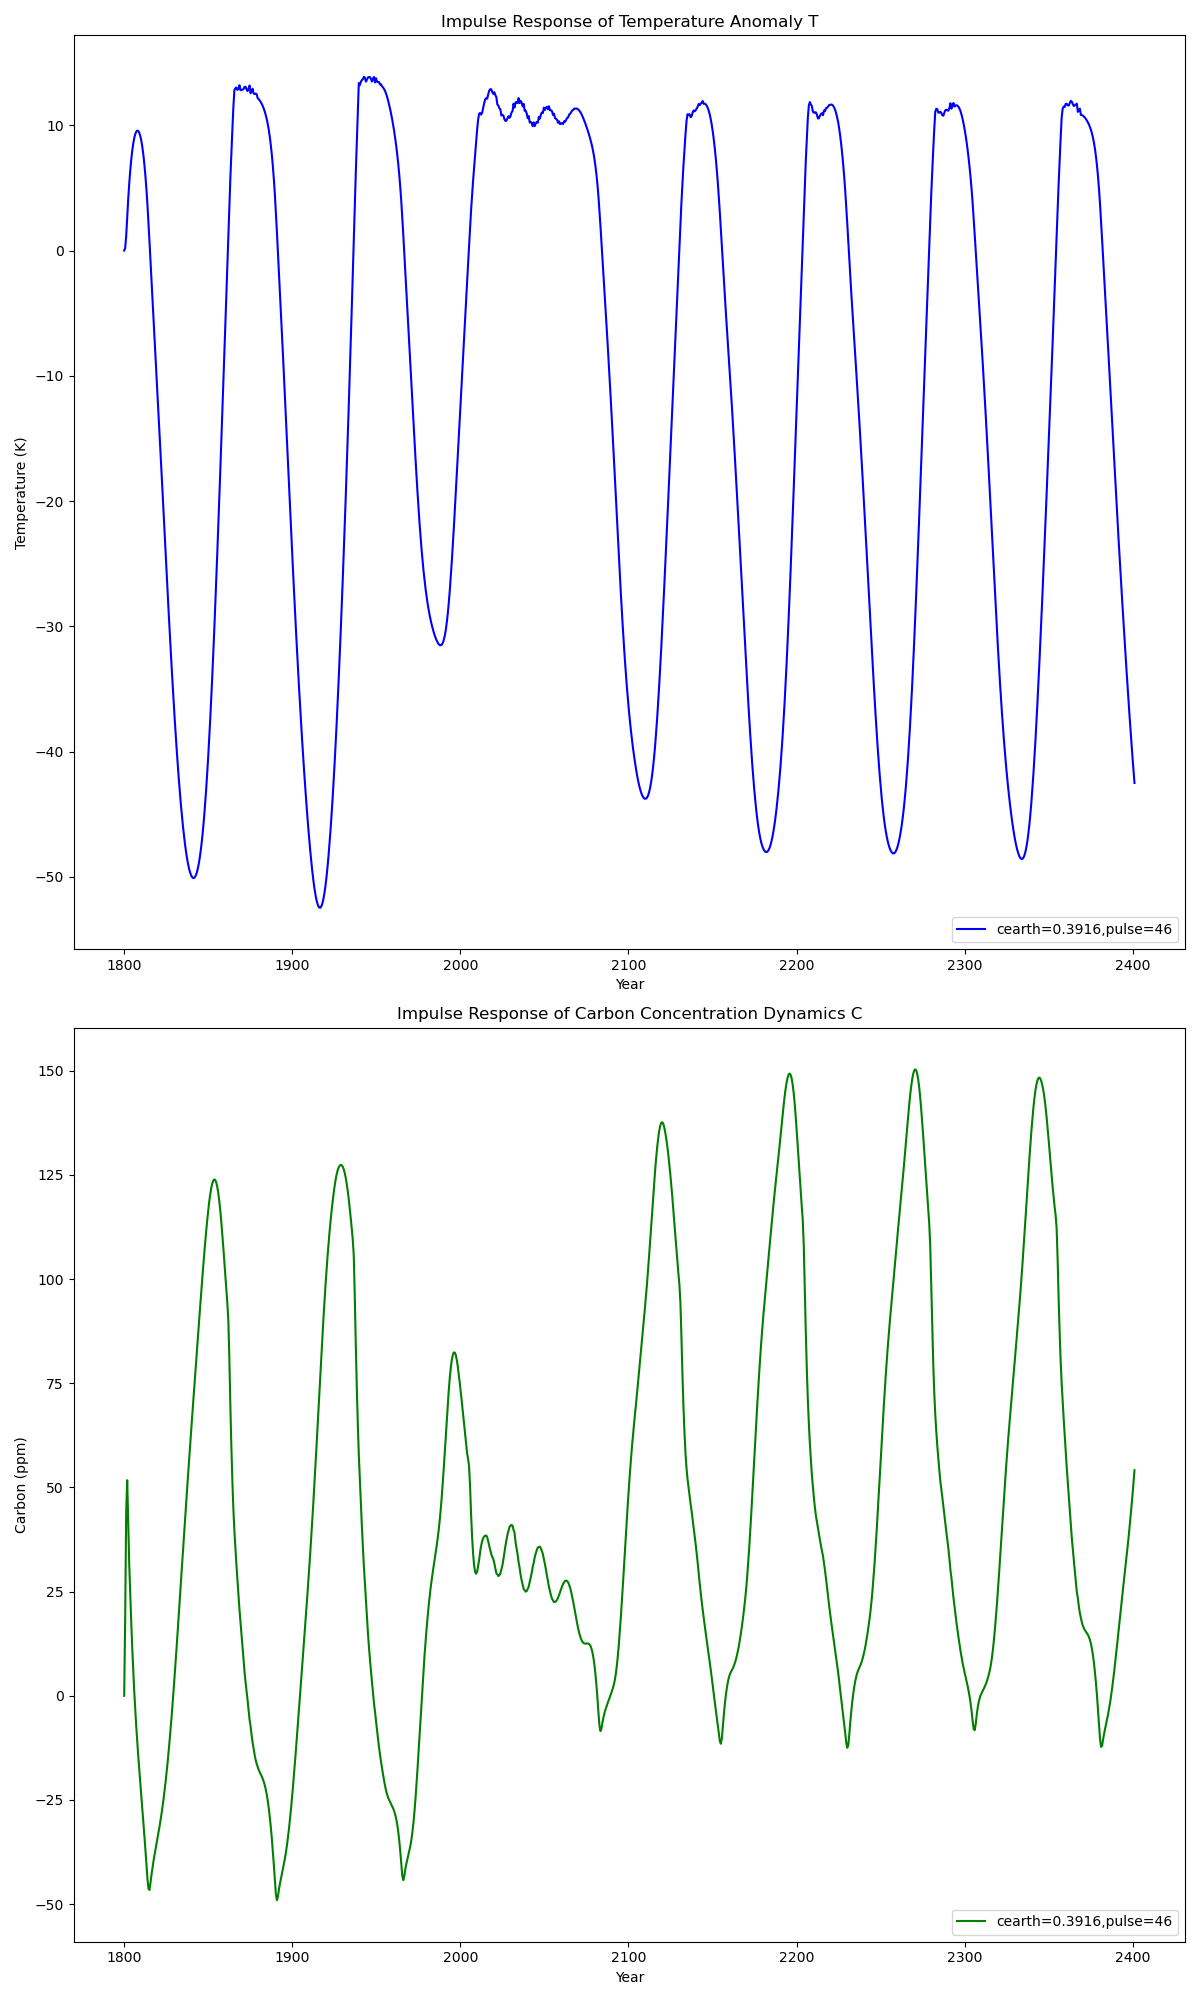 Impulse Response of Temperature Anomaly T
10
0
−10
−20
−30
−40
−50
Temperature (K)
1800 1900 2000 2100 2200 2300 2400
Year
cearth=0.3916,pulse=46
Impulse Response of Carbon Concentration Dynamics C
150
125
100
75
50
25
0
−25
−50
Carbon (ppm)
1800 1900 2000 2100 2200 2300 2400
Year
cearth=0.3916,pulse=46